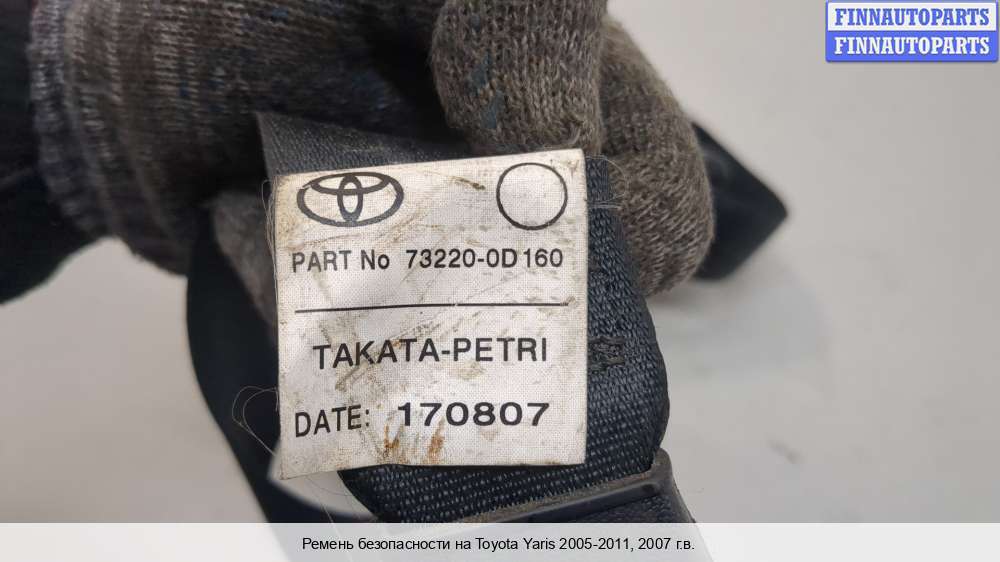 FINNAUTOPARTS
FINNAUTOPARTS
PART No 73220-0D160
TAKATA-PETRI
DATE: 170807
Ремень безопасности на Toyota Yaris 2005-2011, 2007 г.в.